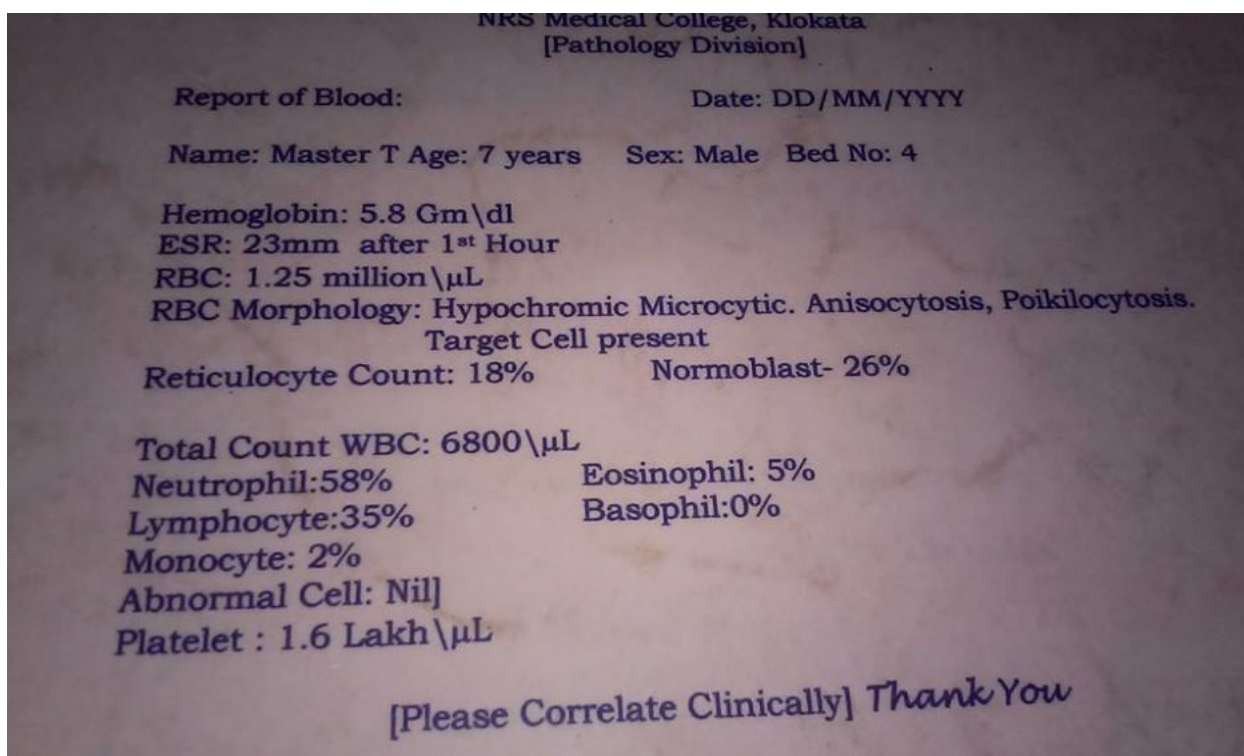 NRS Medical College, Klokata
[Pathology Division]
Report of Blood: Date: DD/MM/YYYY
Name: Master T Age: 7 years Sex: Male Bed No: 4
Hemoglobin: 5.8 Gm\dl
ESR: 23mm after 1st Hour
RBC: 1.25 million\μL
RBC Morphology: Hypochromic Microcytic. Anisocytosis, Poikilocytosis.
Target Cell present
Reticulocyte Count: 18% Normoblast- 26%
Total Count WBC: 6800\μL
Neutrophil:58% Eosinophil: 5%
Lymphocyte:35% Basophil:0%
Monocyte: 2%
Abnormal Cell: Nil]
Platelet : 1.6 Lakh\μL
[Please Correlate Clinically] Thank You